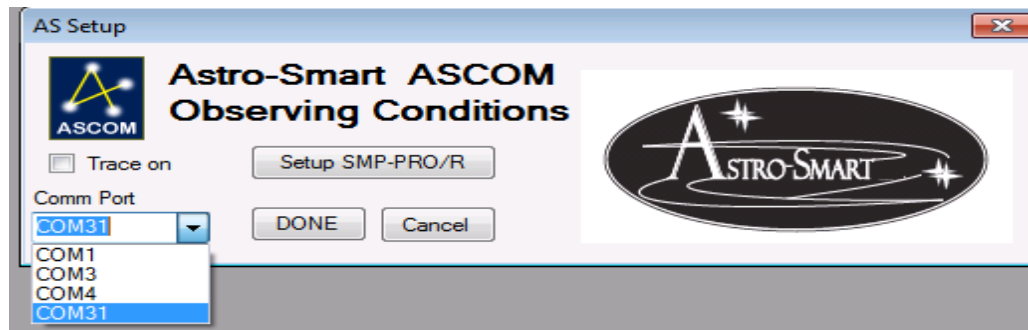 AS Setup
Astro-Smart ASCOM
Observing Conditions
ASCOM
Trace on
Setup SMP-PRO/R
Comm Port
COM31
DONE
Cancel
COM1
COM3
COM4
COM31
ASTRO-SMART